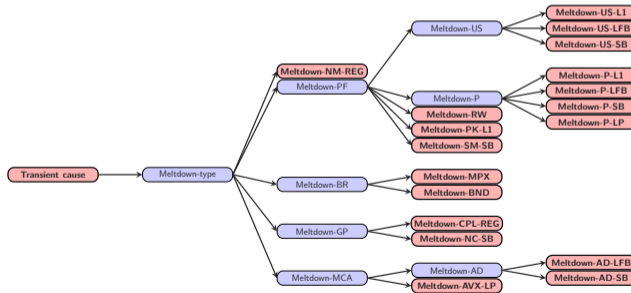 Meltdown-US-L1
Meltdown-US
Meltdown-US-LFB
Meltdown-US-SB
Meltdown-NM-REG
Meltdown-P-L1
Meltdown-PF
Meltdown-P-LFB
Meltdown-P
Meltdown-P-SB
Meltdown-RW
Meltdown-P-LP
Meltdown-PK-L1
Meltdown-SM-SB
Transient cause
Meltdown-type
Meltdown-MPX
Meltdown-BR
Meltdown-BND
Meltdown-CPL-REG
Meltdown-GP
Meltdown-NC-SB
Meltdown-AD-LFB
Meltdown-MCA
Meltdown-AD
Meltdown-AD-SB
Meltdown-AVX-LP